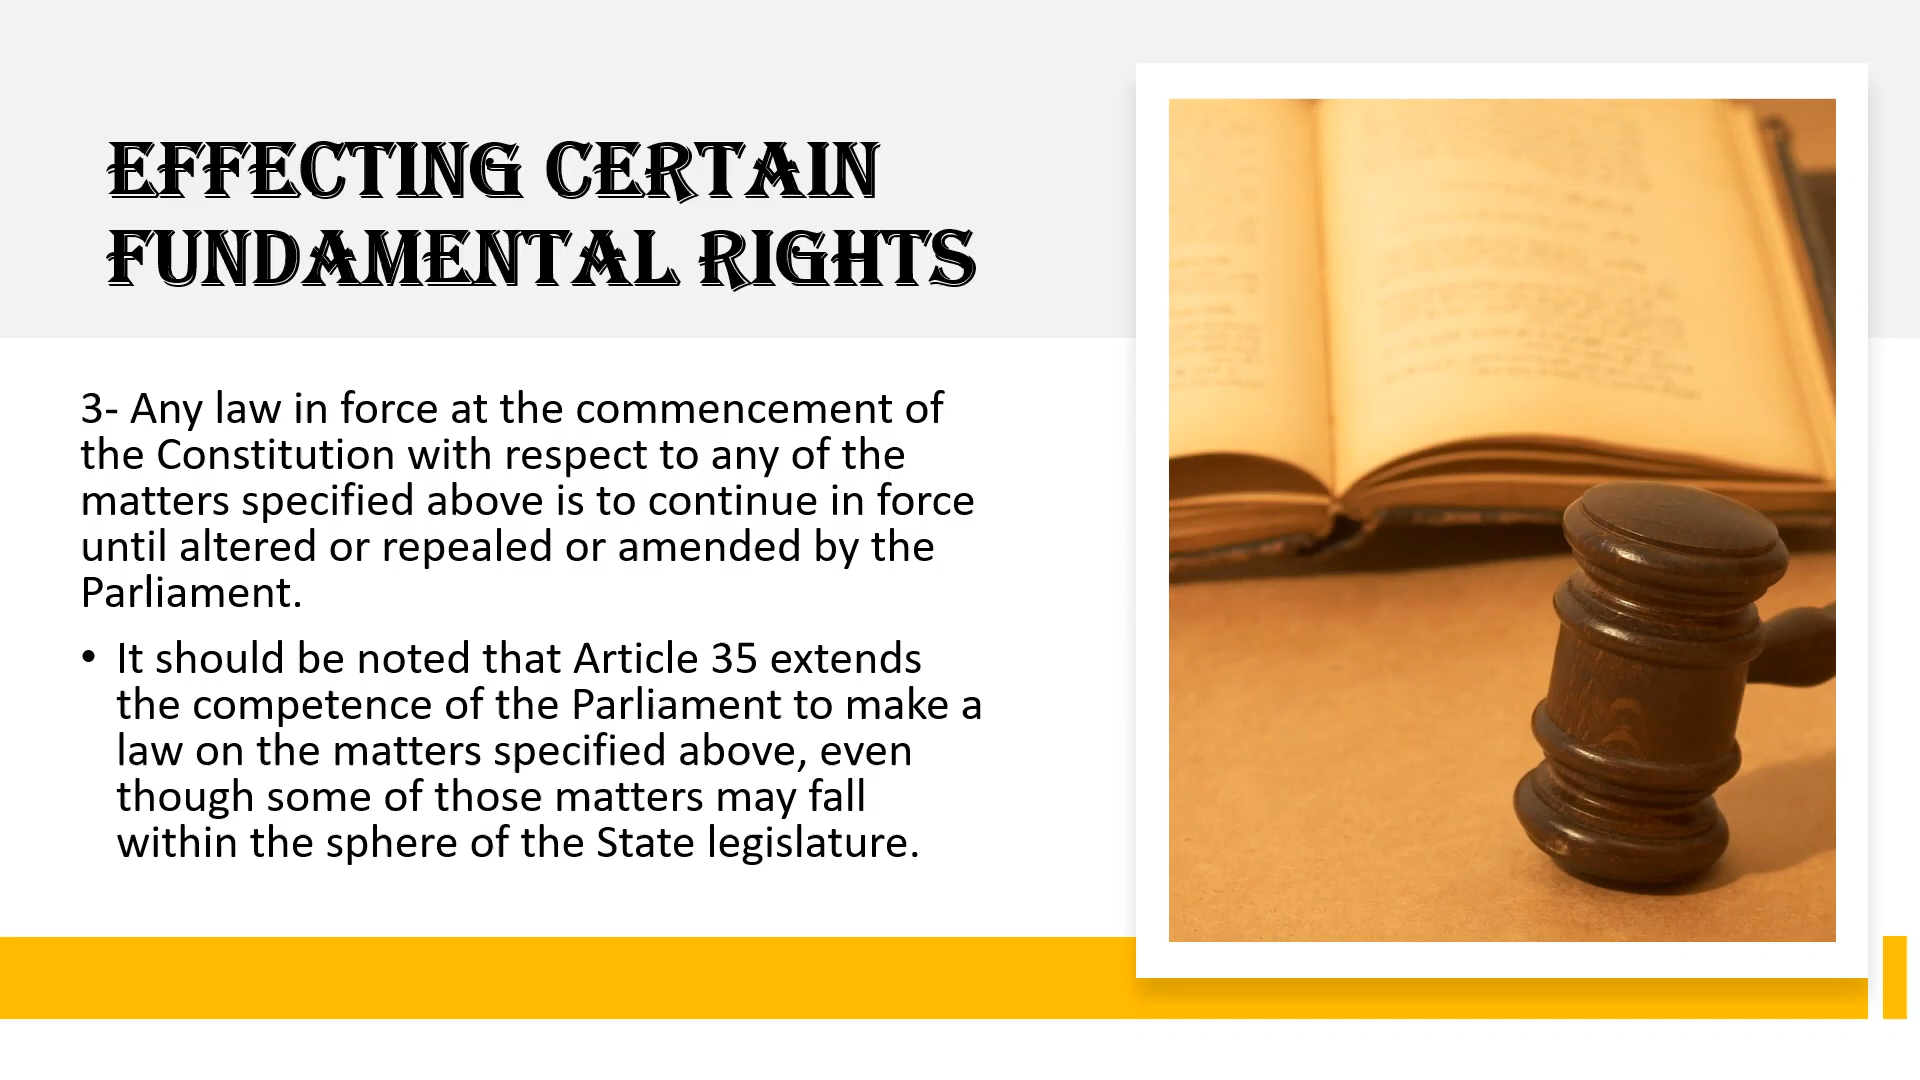 EFFECTING CERTAIN
FUNDAMENTAL RIGHTS
3- Any law in force at the commencement of
the Constitution with respect to any of the
matters specified above is to continue in force
until altered or repealed or amended by the
Parliament.
• It should be noted that Article 35 extends
the competence of the Parliament to make a
law on the matters specified above, even
though some of those matters may fall
within the sphere of the State legislature.